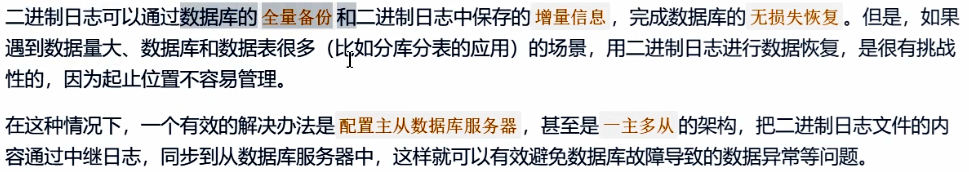 二进制日志可以通过数据库的 全量备份 和二进制日志中保存的 增量信息 ，完成数据库的 无损失恢复 。但是，如果
遇到数据量大、数据库和数据表很多（比如分库分表的应用）的场景，用二进制日志进行数据恢复，是很有挑战
性的，因为起止位置不容易管理。
在这种情况下，一个有效的解决办法是 配置主从数据库服务器 ，甚至是 一主多从 的架构，把二进制日志文件的内
容通过中继日志，同步到从数据库服务器中，这样就可以有效避免数据库故障导致的数据异常等问题。